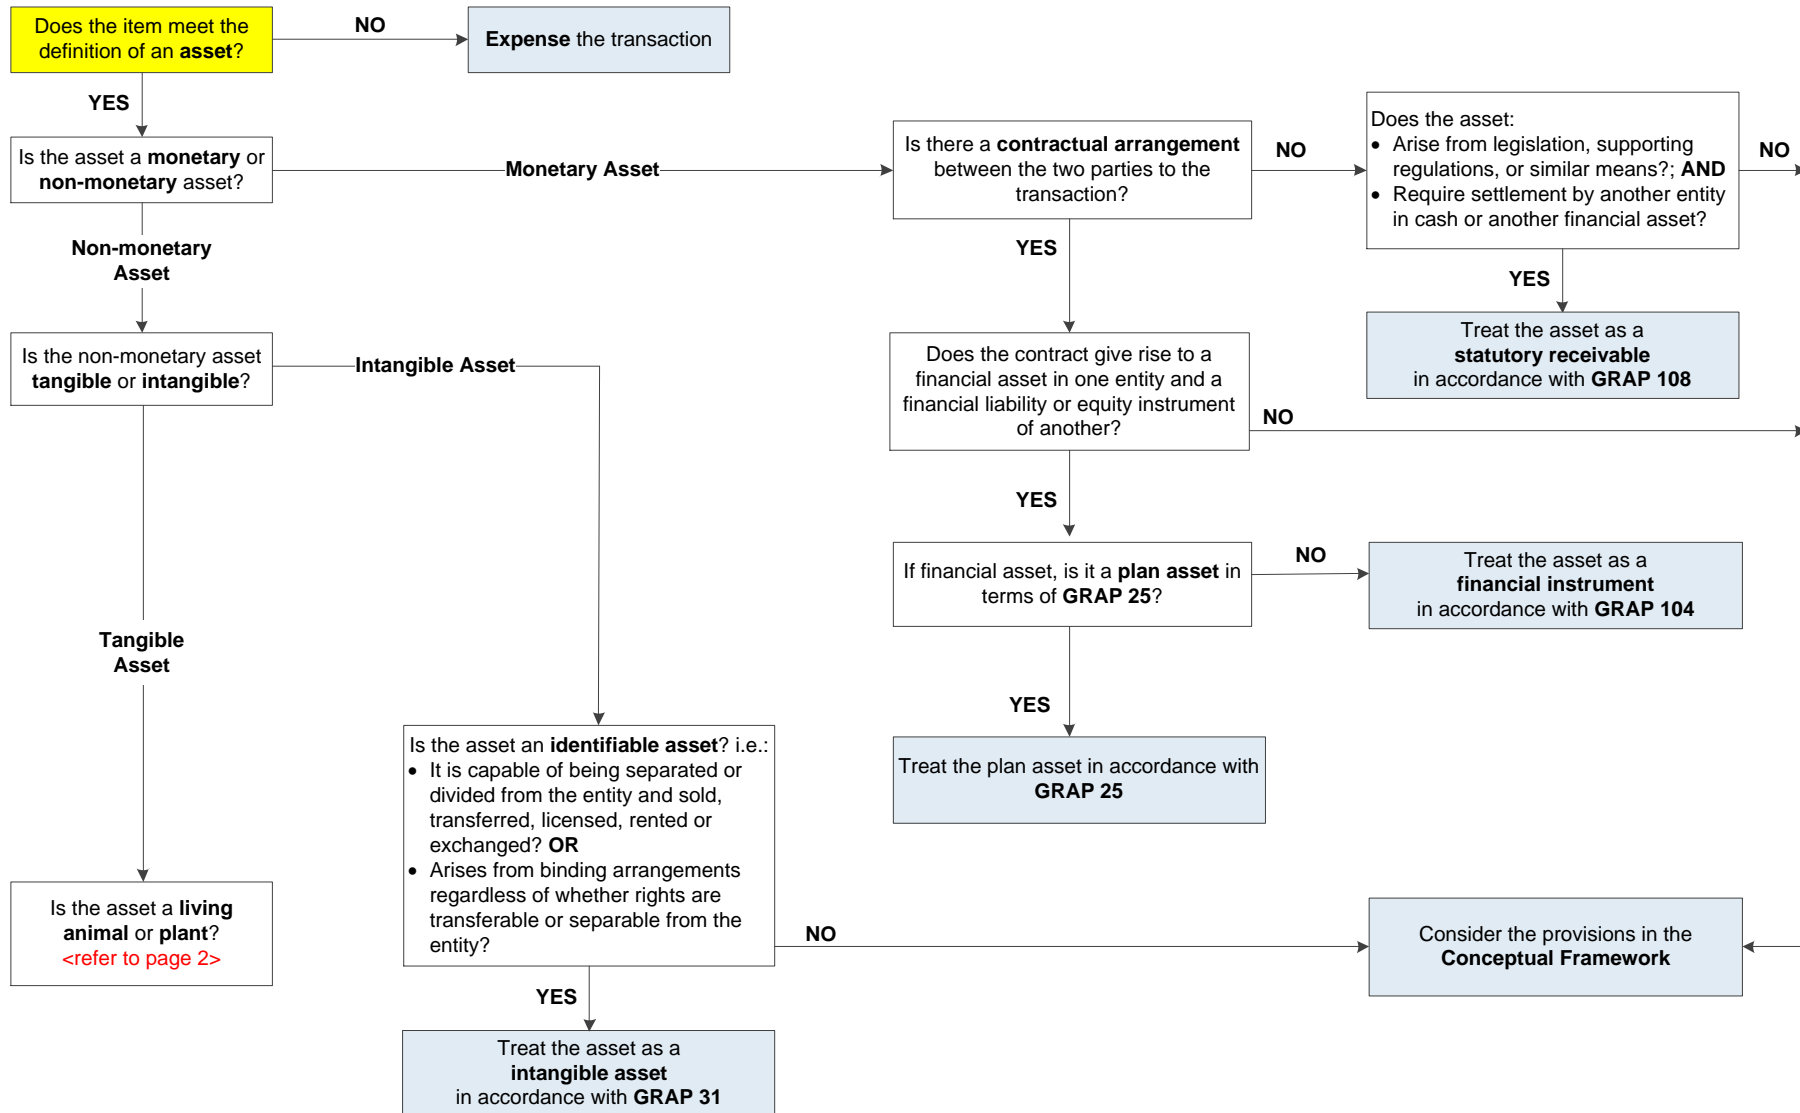 Does the item meet the
definition of an asset?
NO
Expense the transaction
YES
Is the asset a monetary or
non-monetary asset?
Monetary Asset
Is there a contractual arrangement
between the two parties to the
transaction?
NO
Does the asset:
• Arise from legislation, supporting
regulations, or similar means?; AND
• Require settlement by another entity
in cash or another financial asset?
NO
Non-monetary
Asset
YES
YES
Is the non-monetary asset
tangible or intangible?
Intangible Asset
Does the contract give rise to a
financial asset in one entity and a
financial liability or equity instrument
of another?
NO
Treat the asset as a
statutory receivable
in accordance with GRAP 108
YES
If financial asset, is it a plan asset in
terms of GRAP 25?
NO
Treat the asset as a
financial instrument
in accordance with GRAP 104
Tangible
Asset
YES
Treat the plan asset in accordance with
GRAP 25
Is the asset an identifiable asset? i.e.:
• It is capable of being separated or
divided from the entity and sold,
transferred, licensed, rented or
exchanged? OR
• Arises from binding arrangements
regardless of whether rights are
transferable or separable from the
entity?
Is the asset a living
animal or plant?
<refer to page 2>
NO
Consider the provisions in the
Conceptual Framework
YES
Treat the asset as a
intangible asset
in accordance with GRAP 31